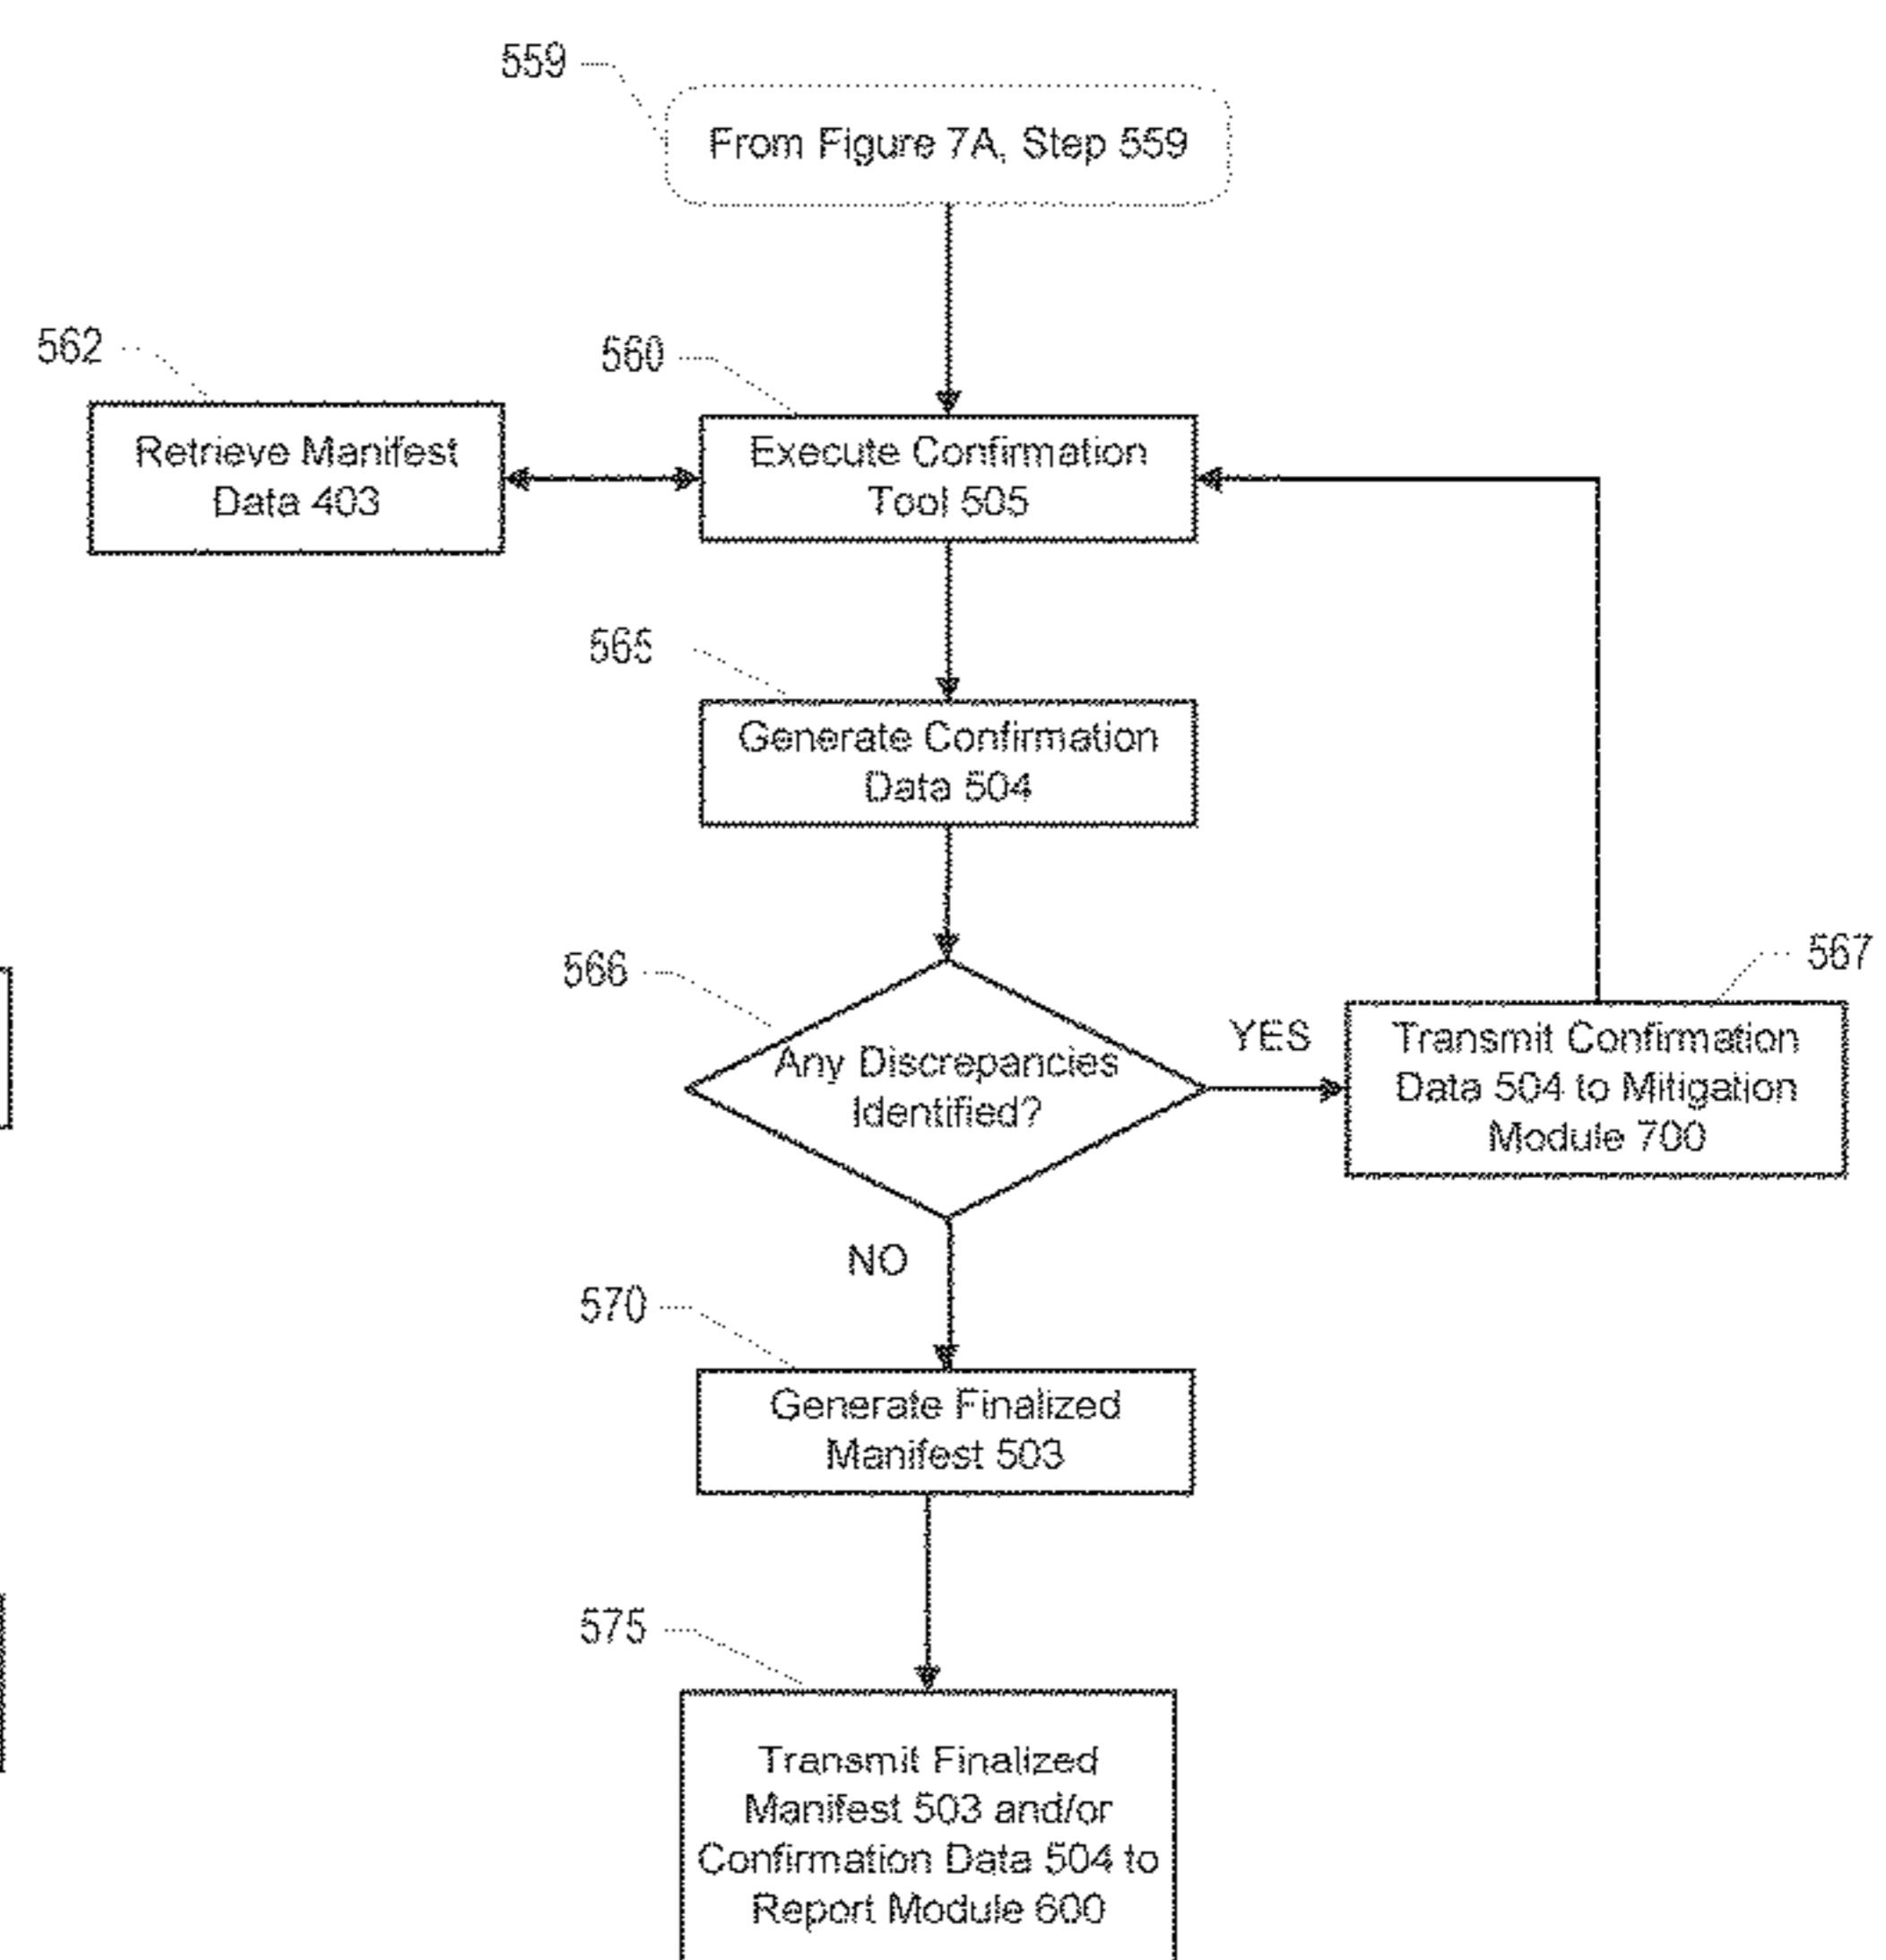 559
From Figure 7A, Step 559
562
560
Retrieve Manifest
Data 403
Execute Confirmation
Tool 505
565
Generate Confirmation
Data 504
566
Any Discrepancies
Identified?
YES
567
Transmit Confirmation
Data 504 to Mitigation
Module 700
NO
570
Generate Finalized
Manifest 503
575
Transmit Finalized
Manifest 503 and/or
Confirmation Data 504 to
Report Module 600